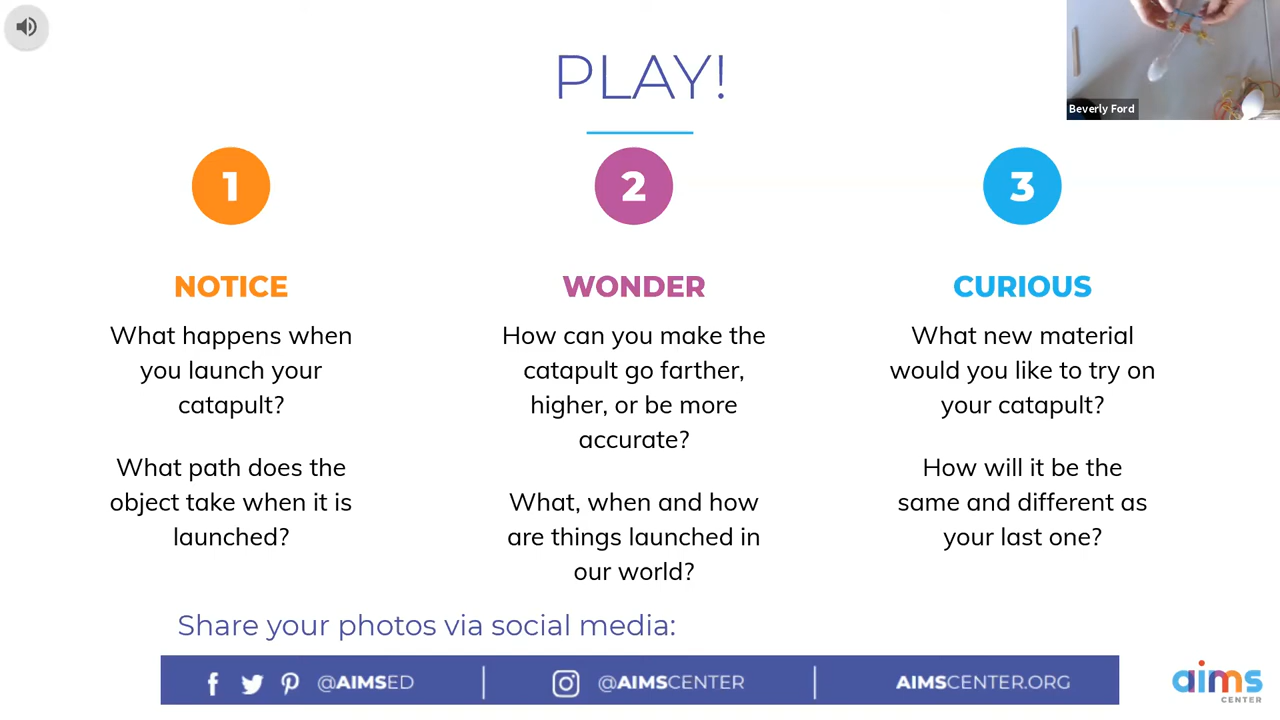 PLAY!
Beverly Ford
1
2
3
NOTICE
What happens when
you launch your
catapult?
What path does the
object take when it is
launched?
WONDER
How can you make the
catapult go farther,
higher, or be more
accurate?
What, when and how
are things launched in
our world?
CURIOUS
What new material
would you like to try on
your catapult?
How will it be the
same and different as
your last one?
Share your photos via social media:
@AIMSED
@AIMSCENTER
AIMSCENTER.ORG
aims
CENTER